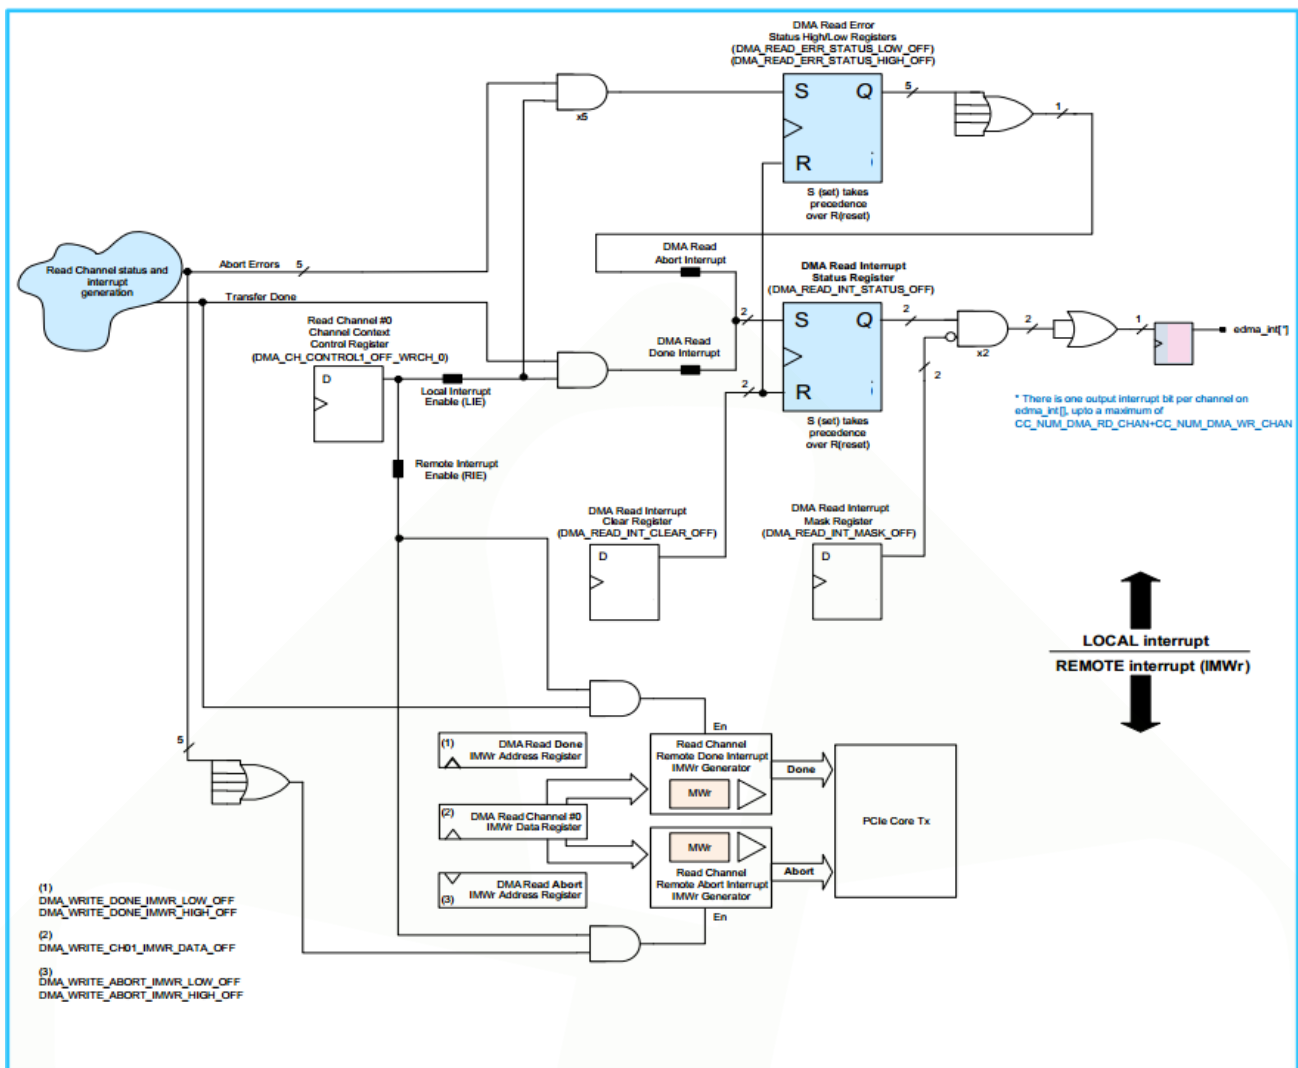 DMA Read Error
Status High/Low Registers
(DMA_READ_ERR_STATUS_LOW_OFF)
(DMA_READ_ERR_STATUS_HIGH_OFF)
S
Q
5
1
x5
R
S (set) takes
precedence
over R(reset)
Read Channel status and
interrupt
generation
Abort Errors
5
Transfer Done
DMA Read
Abort Interrupt
DMA Read Interrupt
Status Register
(DMA_READ_INT_STATUS_OFF)
Read Channel #0
Channel Context
Control Register
(DMA_CH_CONTROL1_OFF_WRCH_0)
D
Local Interrupt
Enable (LIE)
DMA Read
Done Interrupt
2
S
Q
2
x2
2
1
edma_int[*]
2
2
R
S (set) takes
precedence
over R(reset)
* There is one output interrupt bit per channel on
edma_int[], upto a maximum of
CC_NUM_DMA_RD_CHAN+CC_NUM_DMA_WR_CHAN
Remote Interrupt
Enable (RIE)
DMA Read Interrupt
Clear Register
(DMA_READ_INT_CLEAR_OFF)
D
DMA Read Interrupt
Mask Register
(DMA_READ_INT_MASK_OFF)
D
LOCAL interrupt
REMOTE interrupt (IMWr)
5
En
(1)
DMA Read Done
IMWr Address Register
Read Channel
Remote Done Interrupt
IMWr Generator
MWr
Done
(2)
DMA Read Channel #0
IMWr Data Register
PCIe Core Tx
MWr
Read Channel
Remote Abort Interrupt
IMWr Generator
Abort
DMA Read Abort
IMWr Address Register
(3)
En
(1)
DMA_WRITE_DONE_IMWR_LOW_OFF
DMA_WRITE_DONE_IMWR_HIGH_OFF
(2)
DMA_WRITE_CH01_IMWR_DATA_OFF
(3)
DMA_WRITE_ABORT_IMWR_LOW_OFF
DMA_WRITE_ABORT_IMWR_HIGH_OFF